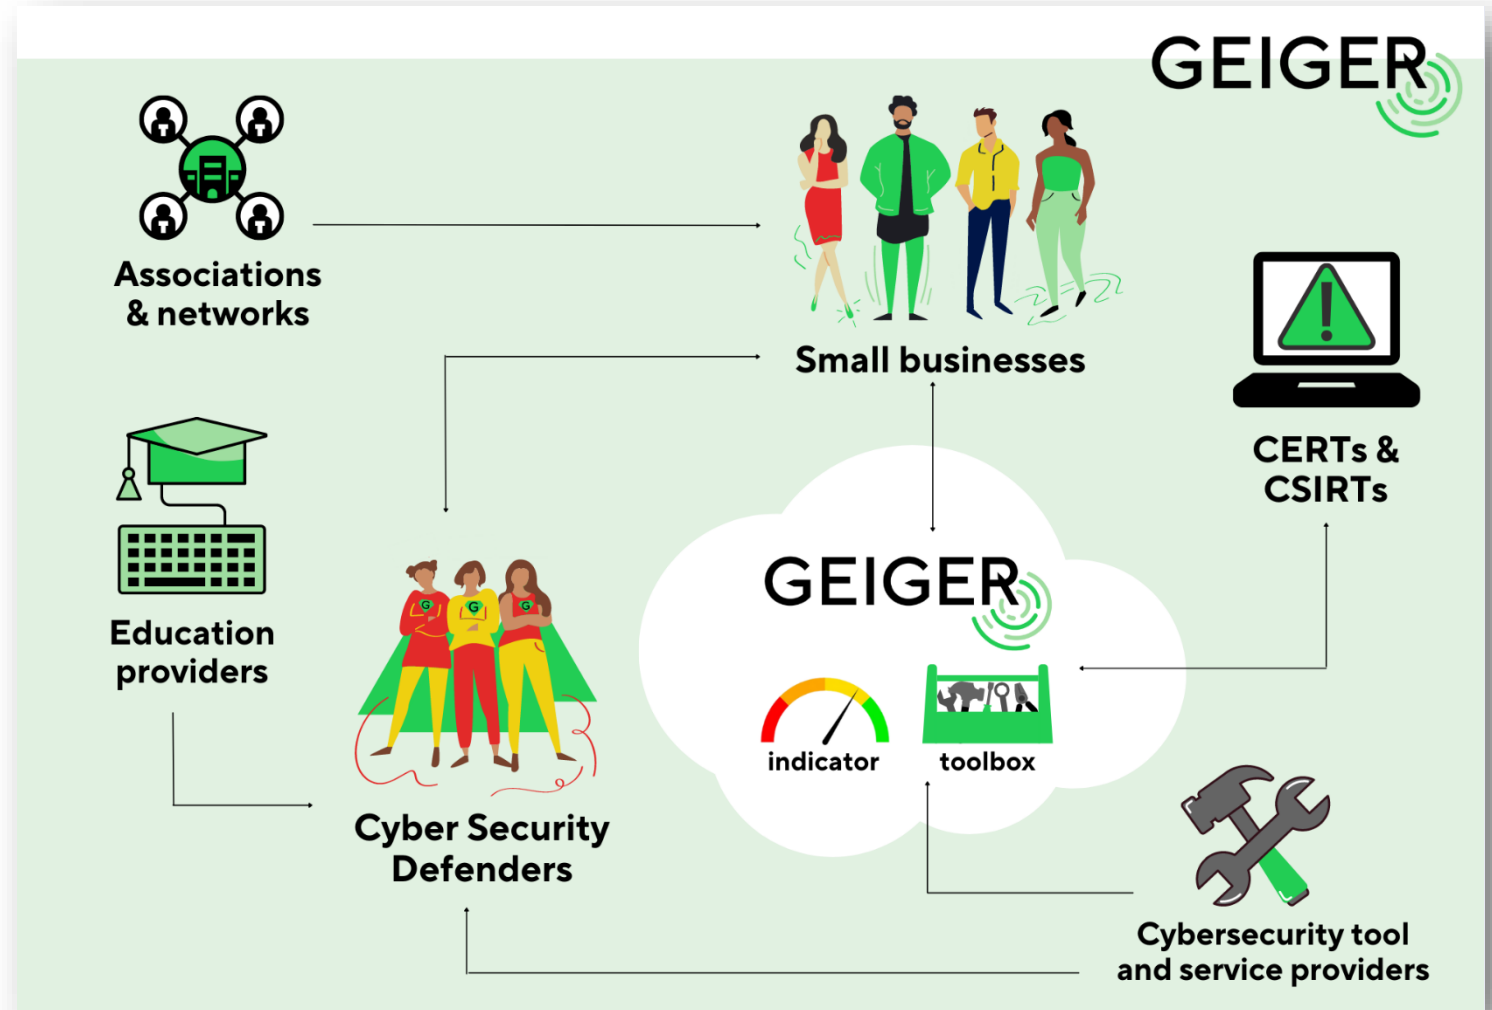 GEIGER
Associations
& networks
Small businesses
CERTs &
CSIRTs
Education
providers
GEIGER
indicator
toolbox
Cyber Security
Defenders
Cybersecurity tool
and service providers